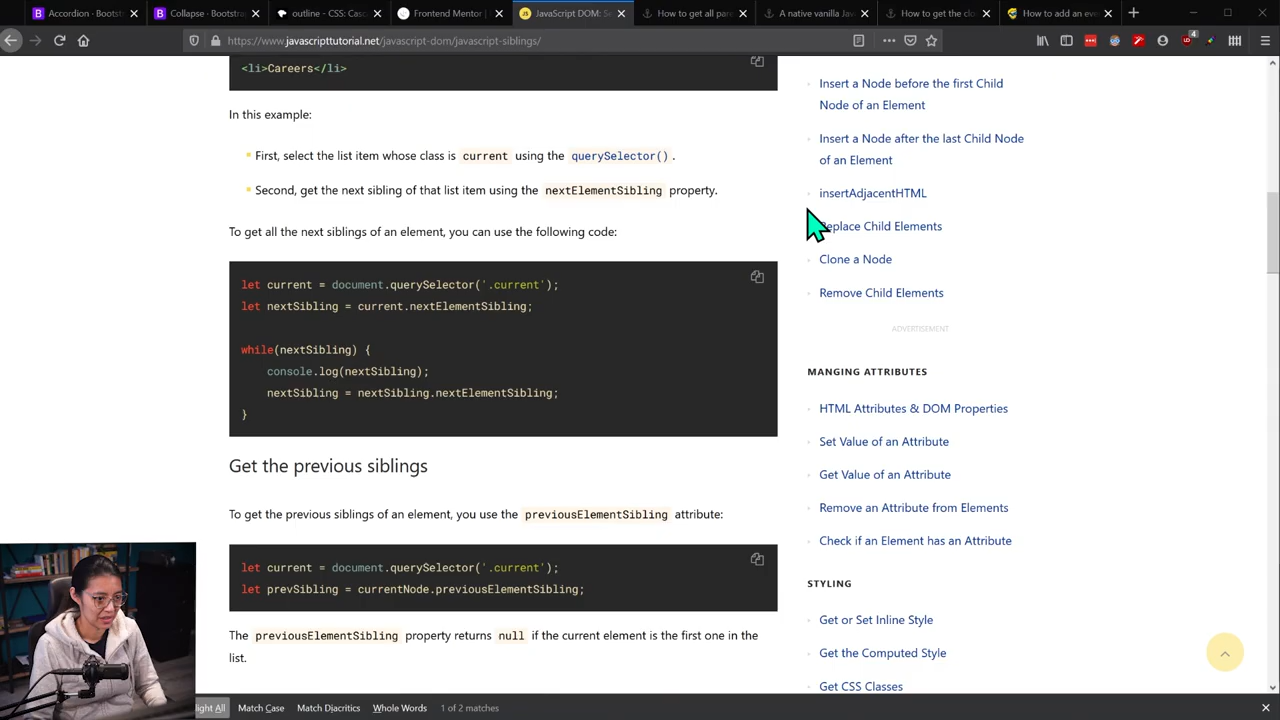 Accordion - Bootst
Collapse - Bootstra
outline - CSS: Casc
Frontend Mentor |
JavaScript DOM: Se
How to get all pare
A native vanilla Jav
How to get the clo
How to add an eve
https://www.javascripttutorial.net/javascript-dom/javascript-siblings/
4
<li>Careers</li>
In this example:
First, select the list item whose class is current using the querySelector() .
Second, get the next sibling of that list item using the nextElementSibling property.
To get all the next siblings of an element, you can use the following code:
let current = document.querySelector('.current');
let nextSibling = current.nextElementSibling;
while(nextSibling) {
console.log(nextSibling);
nextSibling = nextSibling.nextElementSibling;
}
Get the previous siblings
To get the previous siblings of an element, you use the previousElementSibling attribute:
let current = document.querySelector('.current');
let prevSibling = currentNode.previousElementSibling;
The previousElementSibling property returns null if the current element is the first one in the
list.
Insert a Node before the first Child
Node of an Element
Insert a Node after the last Child Node
of an Element
insertAdjacentHTML
Replace Child Elements
Clone a Node
Remove Child Elements
ADVERTISEMENT
MANGING ATTRIBUTES
HTML Attributes & DOM Properties
Set Value of an Attribute
Get Value of an Attribute
Remove an Attribute from Elements
Check if an Element has an Attribute
STYLING
Get or Set Inline Style
Get the Computed Style
Get CSS Classes
light All
Match Case
Match Diacritics
Whole Words
1 of 2 matches